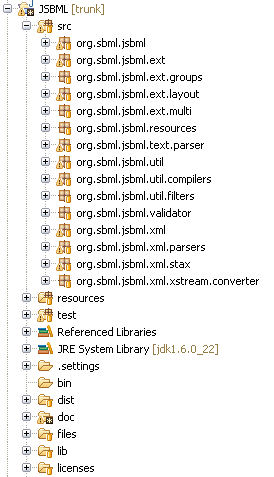 JSBML [trunk]
src
org.sbml.jsbml
org.sbml.jsbml.ext
org.sbml.jsbml.ext.groups
org.sbml.jsbml.ext.layout
org.sbml.jsbml.ext.multi
org.sbml.jsbml.resources
org.sbml.jsbml.text.parser
org.sbml.jsbml.util
org.sbml.jsbml.util.compilers
org.sbml.jsbml.util.filters
org.sbml.jsbml.validator
org.sbml.jsbml.xml
org.sbml.jsbml.xml.parsers
org.sbml.jsbml.xml.stax
org.sbml.jsbml.xml.xstream.converter
resources
test
Referenced Libraries
JRE System Library [jdk1.6.0_22]
.settings
bin
dist
doc
files
lib
licenses